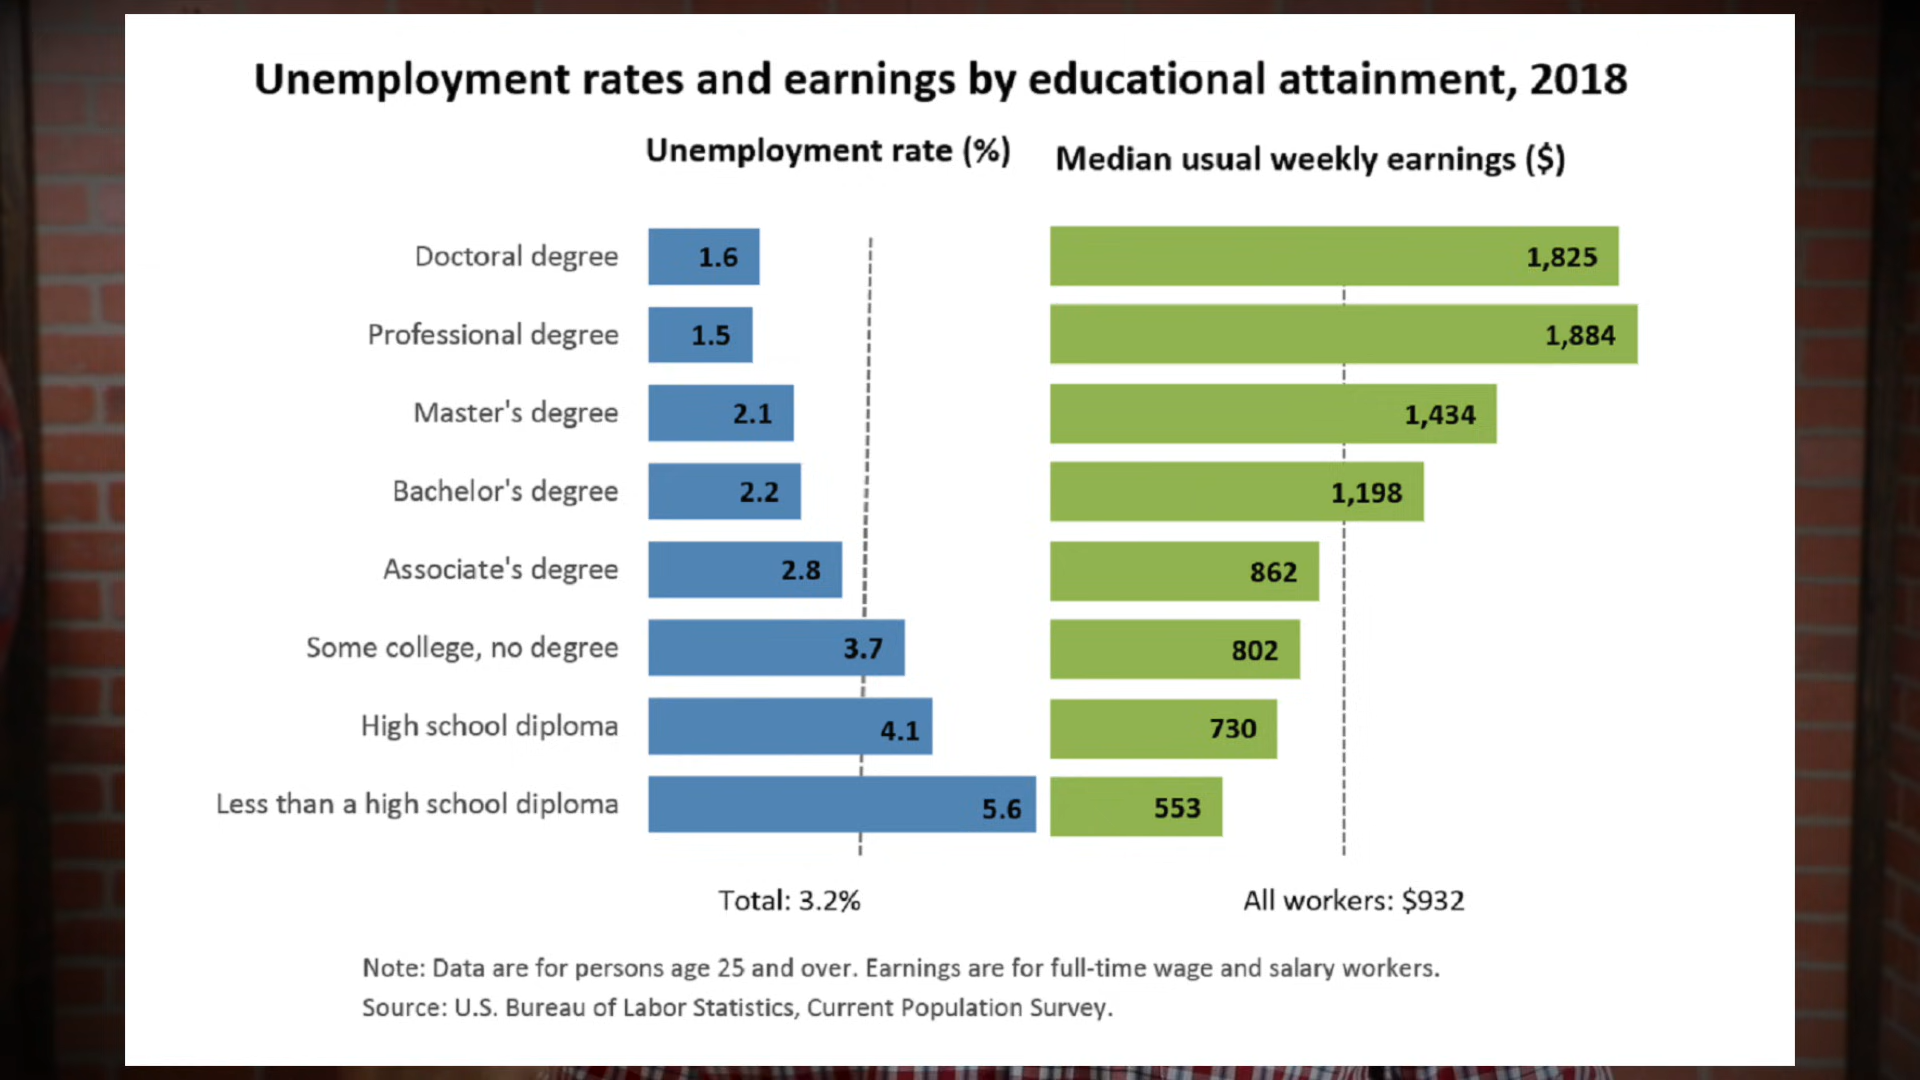 Unemployment rates and earnings by educational attainment, 2018
Unemployment rate (%)
Median usual weekly earnings ($)
Doctoral degree 1.6 1,825
Professional degree 1.5 1,884
Master's degree 2.1 1,434
Bachelor's degree 2.2 1,198
Associate's degree 2.8 862
Some college, no degree 3.7 802
High school diploma 4.1 730
Less than a high school diploma 5.6 553
Total: 3.2% All workers: $932
Note: Data are for persons age 25 and over. Earnings are for full-time wage and salary workers.
Source: U.S. Bureau of Labor Statistics, Current Population Survey.